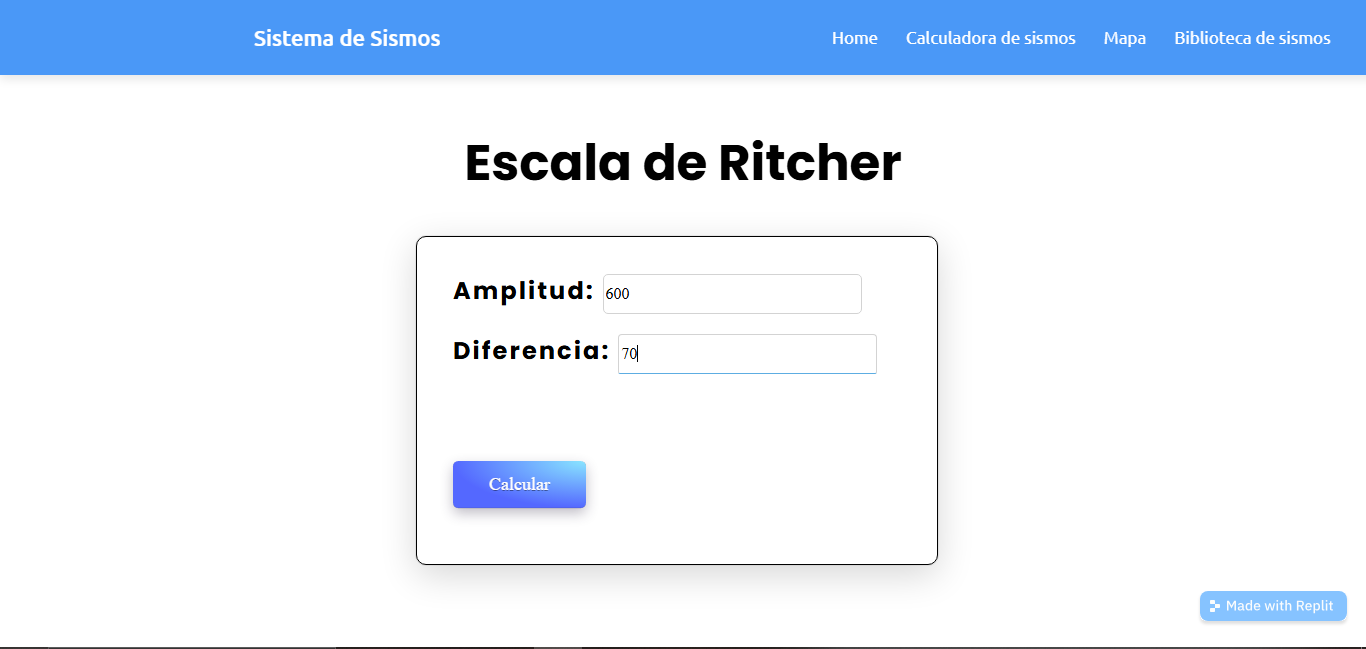 Sistema de Sismos Home Calculadora de sismos Mapa Biblioteca de sismos
Escala de Ritcher
Amplitud: 600
Diferencia: 70
Calcular
Made with Replit